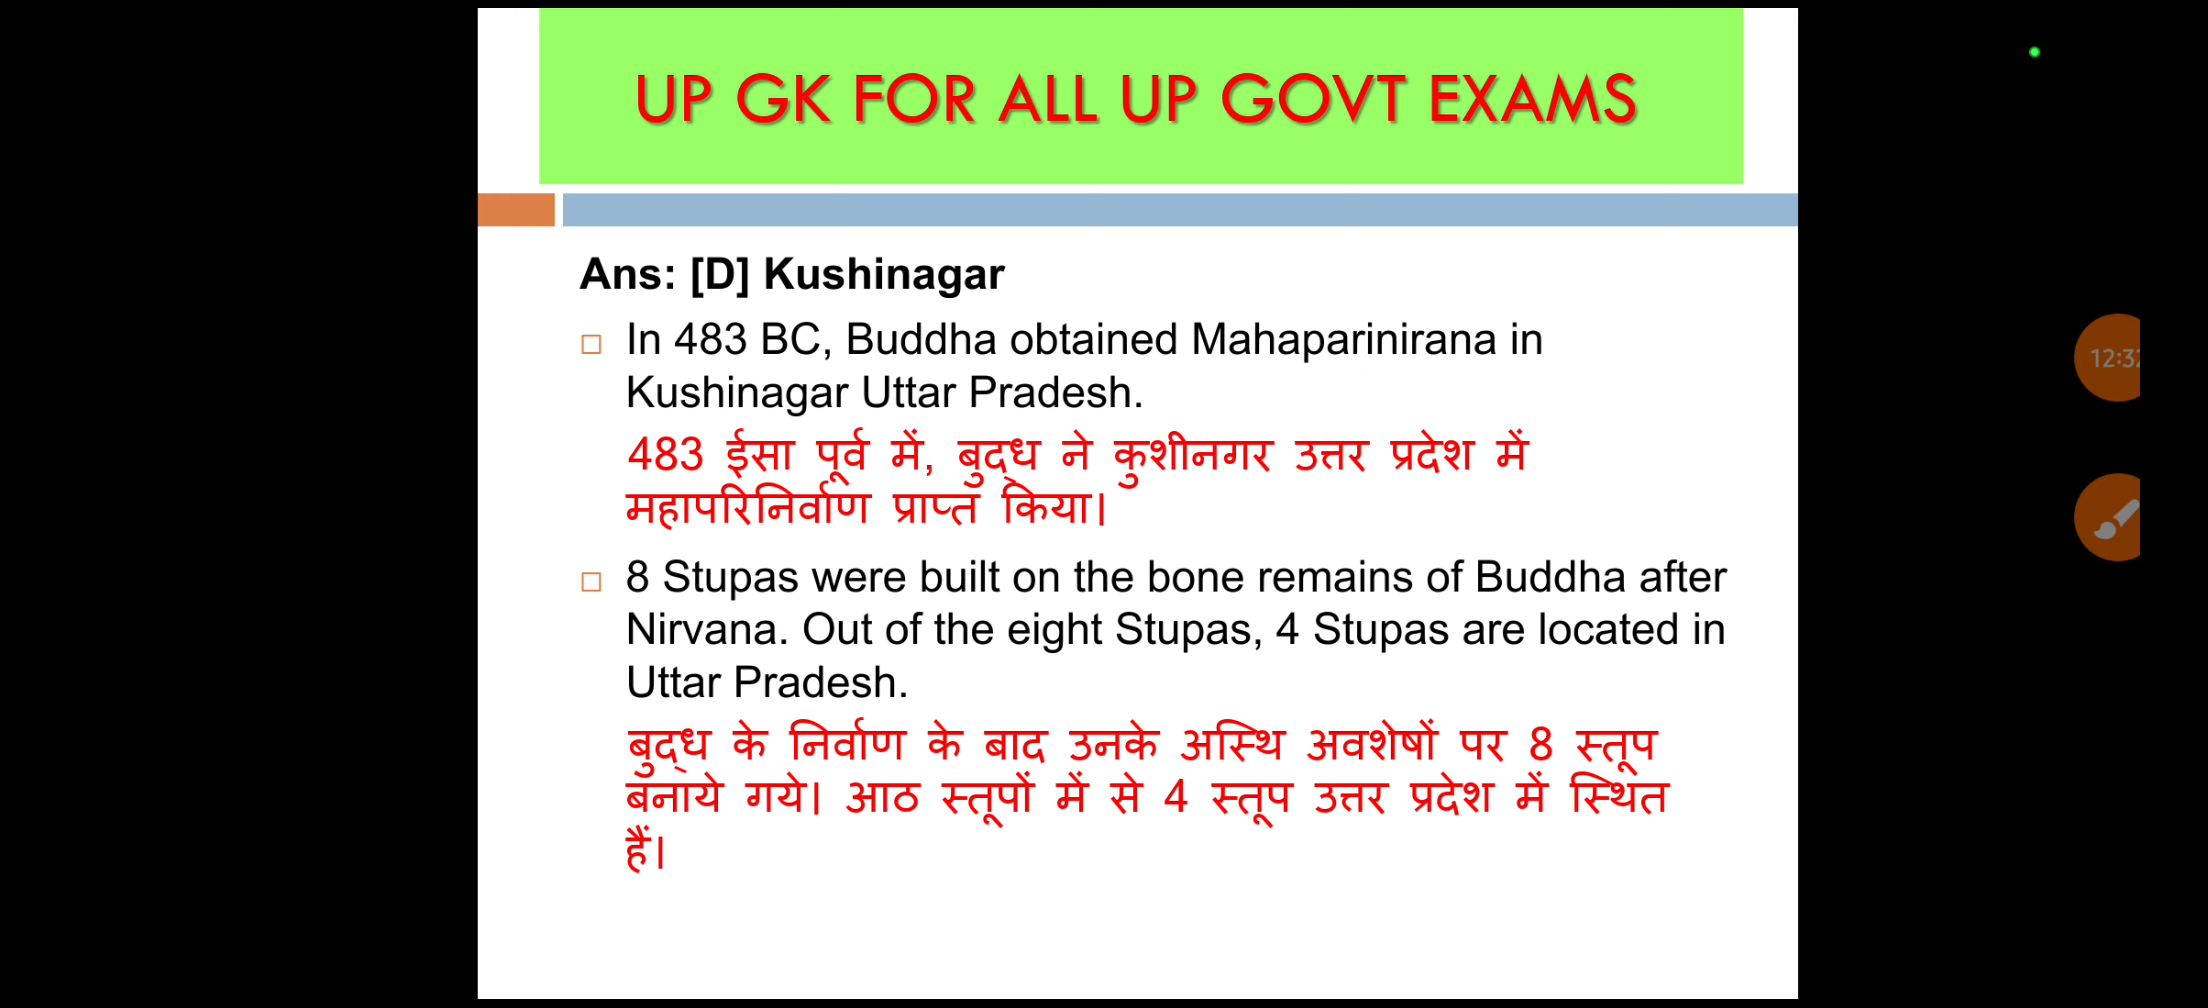 UP GK FOR ALL UP GOVT EXAMS
Ans: [D] Kushinagar
In 483 BC, Buddha obtained Mahaparinirana in
Kushinagar Uttar Pradesh.
483 ईसा पूर्व में, बुद्ध ने कुशीनगर उत्तर प्रदेश में
महापरिनिर्वाण प्राप्त किया।
8 Stupas were built on the bone remains of Buddha after
Nirvana. Out of the eight Stupas, 4 Stupas are located in
Uttar Pradesh.
बुद्ध के निर्वाण के बाद उनके अस्थि अवशेषों पर 8 स्तूप
बनाये गये। आठ स्तूपों में से 4 स्तूप उत्तर प्रदेश में स्थित
हैं।